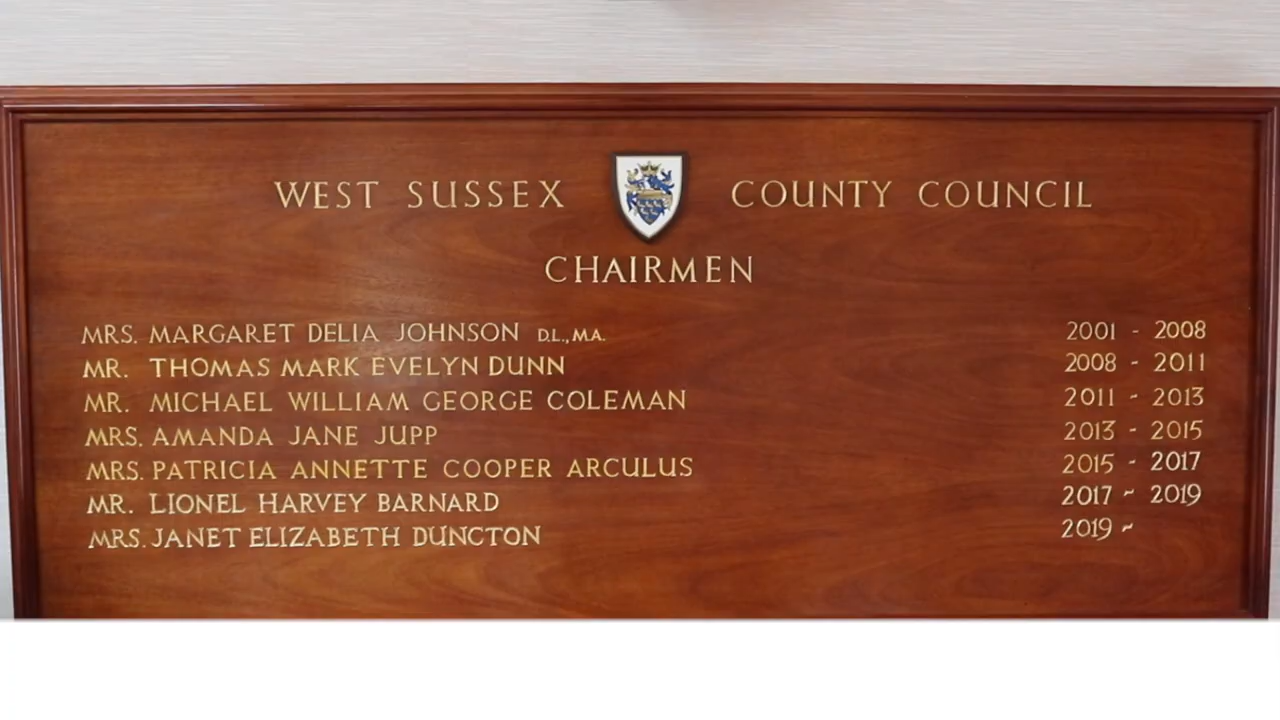 WEST SUSSEX COUNTY COUNCIL
CHAIRMEN
MRS. MARGARET DELIA JOHNSON D.L., M.A. 2001 - 2008
MR. THOMAS MARK EVELYN DUNN 2008 - 2011
MR. MICHAEL WILLIAM GEORGE COLEMAN 2011 - 2013
MRS. AMANDA JANE JUPP 2013 - 2015
MRS. PATRICIA ANNETTE COOPER ARCULUS 2015 - 2017
MR. LIONEL HARVEY BARNARD 2017 ~ 2019
MRS. JANET ELIZABETH DUNCTON 2019 ~